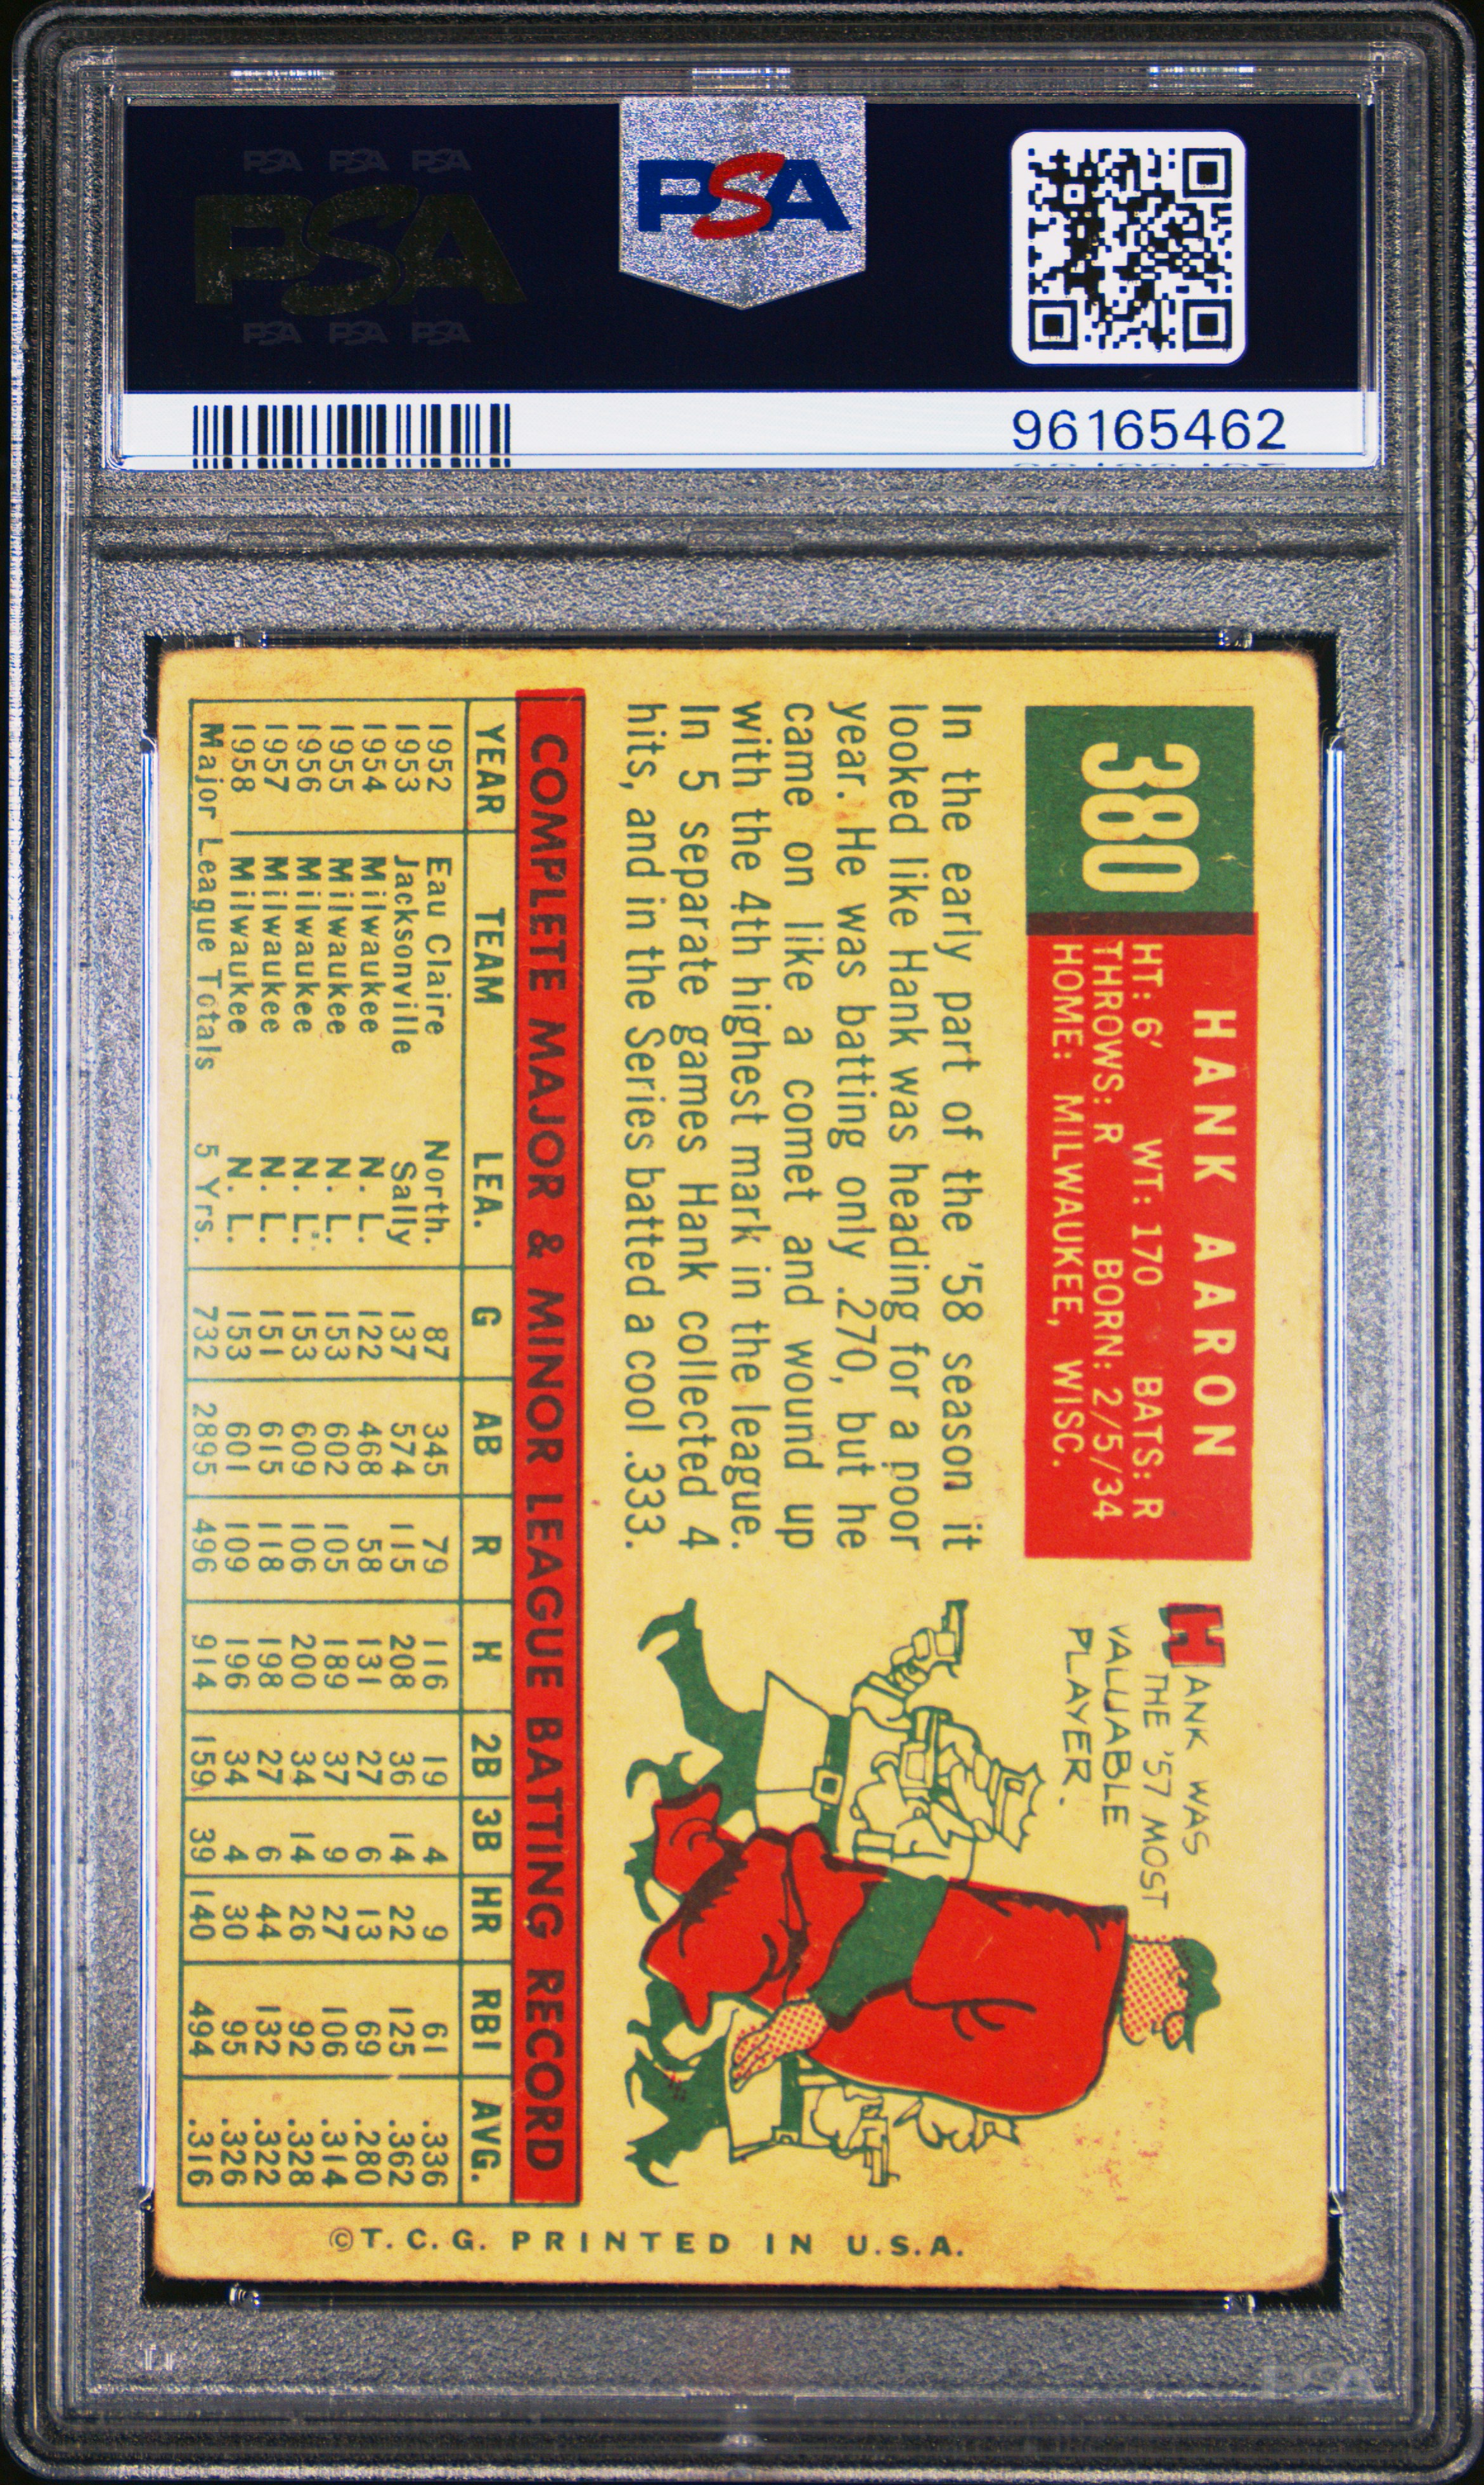 PSA PSA PSA
PSA
PSA PSA PSA
PSA
96165462
380
HANK AARON
HT: 6' WT: 170 BATS: R
THROWS: R BORN: 2/5/34
HOME: MILWAUKEE, WISC.
In the early part of the '58 season it
looked like Hank was heading for a poor
year. He was batting only .270, but he
came on like a comet and wound up
with the 4th highest mark in the league.
In 5 separate games Hank collected 4
hits, and in the Series batted a cool .333.
HANK WAS
THE '57 MOST
VALUABLE
PLAYER.
COMPLETE MAJOR & MINOR LEAGUE BATTING RECORD
YEAR TEAM LEA. G AB R H 2B 3B HR RBI AVG.
1952 Eau Claire North. 87 345 79 116 19 4 9 61 .336
1953 Jacksonville Sally 137 574 115 208 36 14 22 125 .362
1954 Milwaukee N. L. 122 468 58 131 27 6 13 69 .280
1955 Milwaukee N. L. 153 602 105 189 37 9 27 106 .314
1956 Milwaukee N. L. 153 609 106 200 34 14 26 92 .328
1957 Milwaukee N. L. 151 615 118 198 27 6 44 132 .322
1958 Milwaukee N. L. 153 601 109 196 34 4 30 95 .326
Major League Totals 5 Yrs. 732 2895 496 914 159 39 140 494 .316
©T. C. G. PRINTED IN U.S.A.
PSA